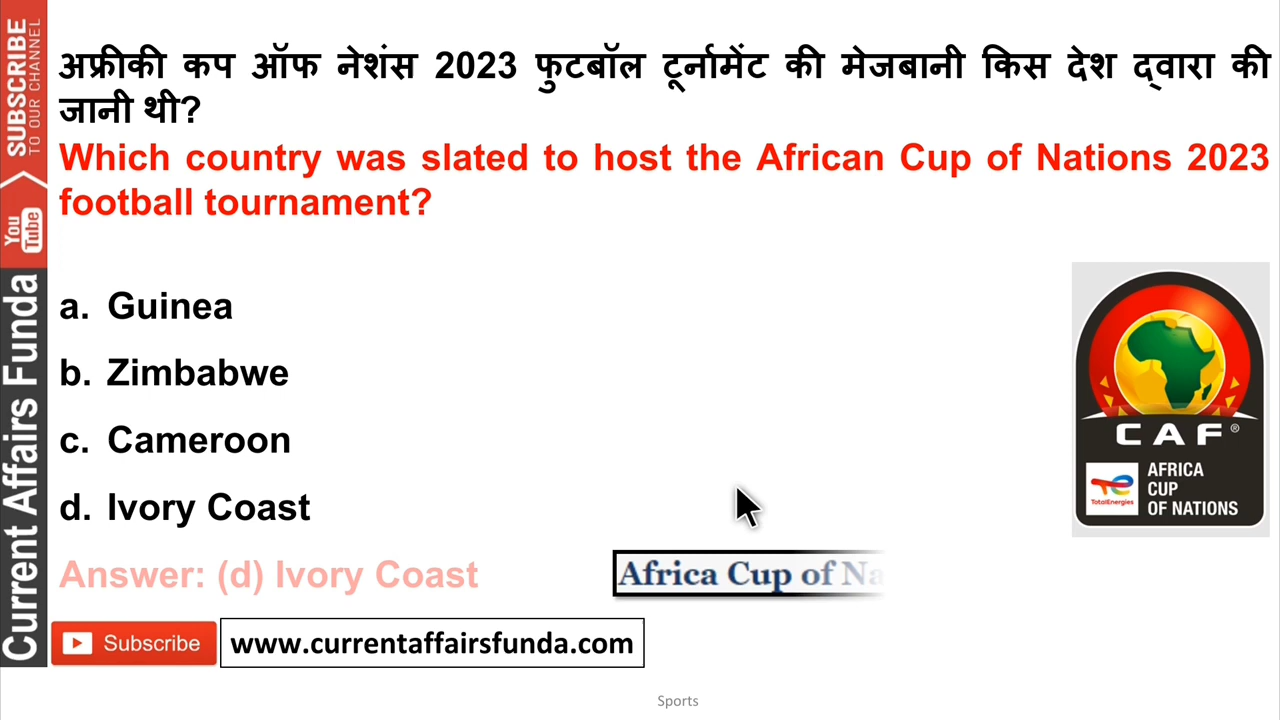 SUBSCRIBE
TO OUR CHANNEL
You
Tube
Current Affairs Funda
अफ्रीकी कप ऑफ नेशंस 2023 फुटबॉल टूर्नामेंट की मेजबानी किस देश द्वारा की
जानी थी?
Which country was slated to host the African Cup of Nations 2023
football tournament?
a. Guinea
b. Zimbabwe
c. Cameroon
d. Ivory Coast
CAF®
TotalEnergies
AFRICA
CUP
OF NATIONS
Answer: (d) Ivory Coast
Africa Cup of Na
Subscribe
www.currentaffairsfunda.com
Sports